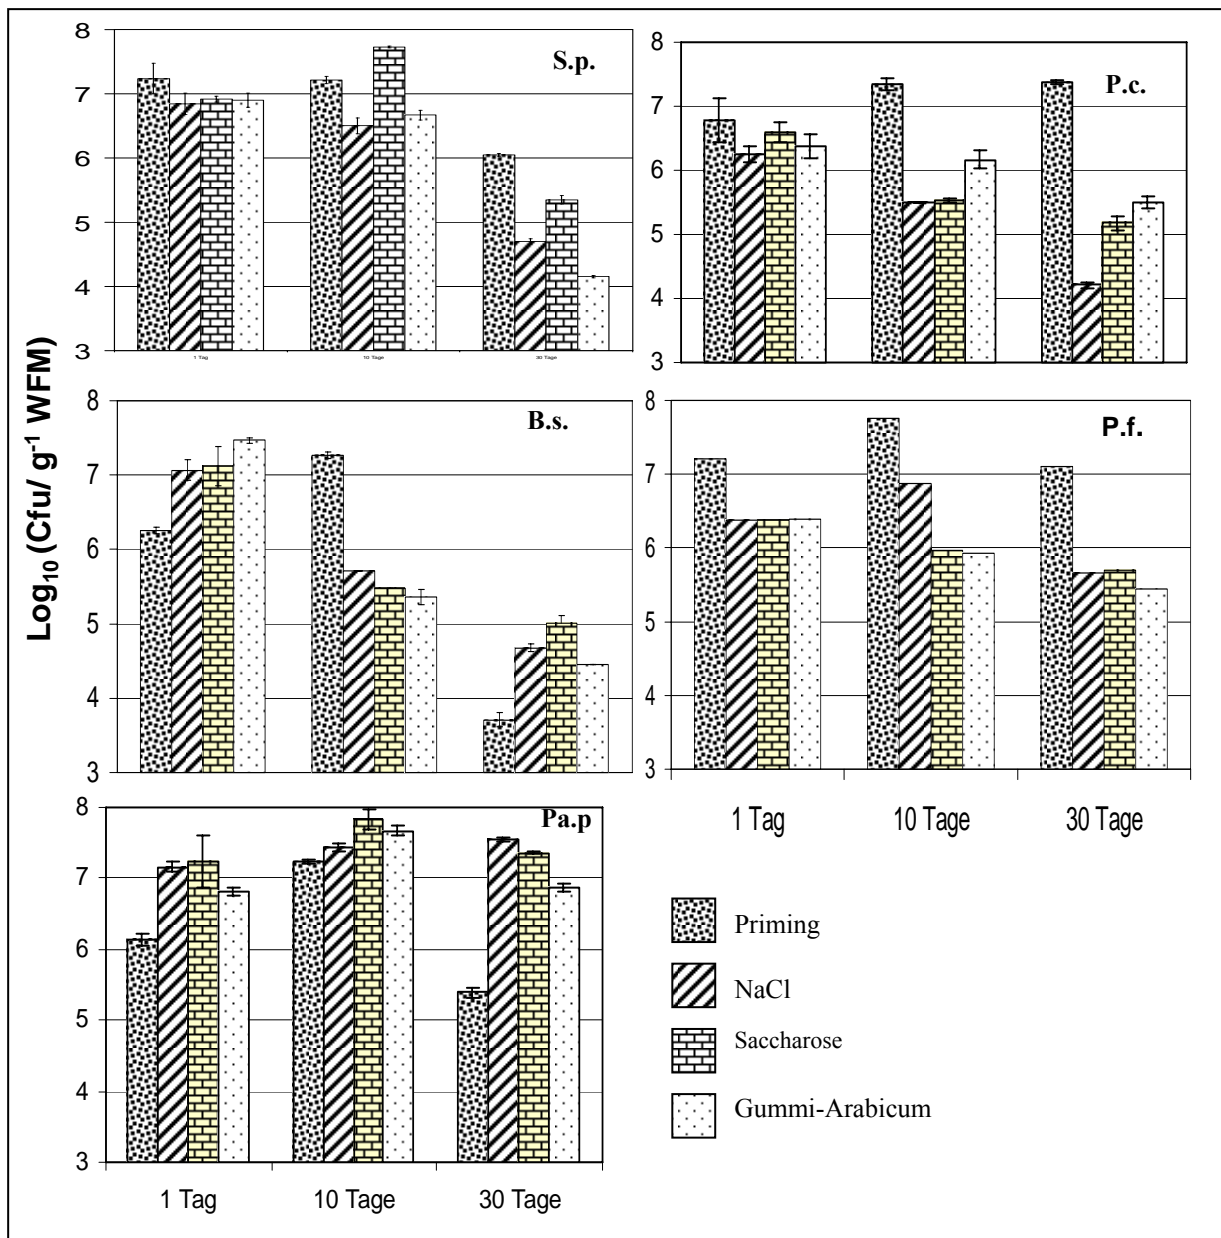 Log₁₀ (Cfu/ g⁻¹ WFM)
8
7
6
5
4
3
S.p.
1 Tag 10 Tage 30 Tage
8
7
6
5
4
3
P.c.
8
7
6
5
4
3
B.s.
8
7
6
5
4
3
P.f.
1 Tag 10 Tage 30 Tage
8
7
6
5
4
3
Pa.p
1 Tag 10 Tage 30 Tage
Priming
NaCl
Saccharose
Gummi-Arabicum